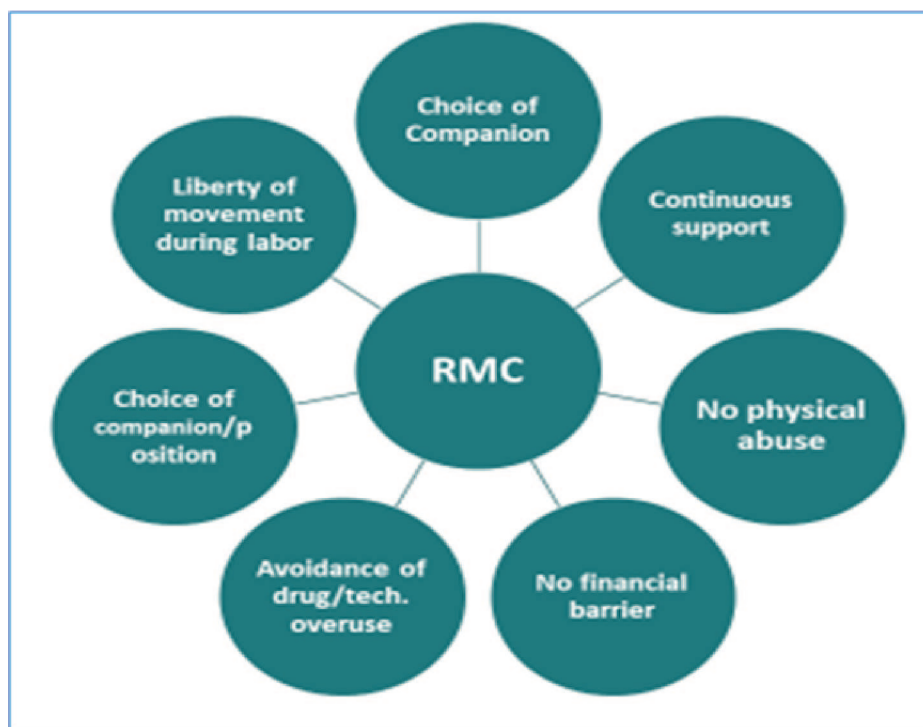 Choice of
Companion
Continuous
support
No physical
abuse
No financial
barrier
Avoidance of
drug/tech.
overuse
Choice of
companion/p
osition
Liberty of
movement
during labor
RMC